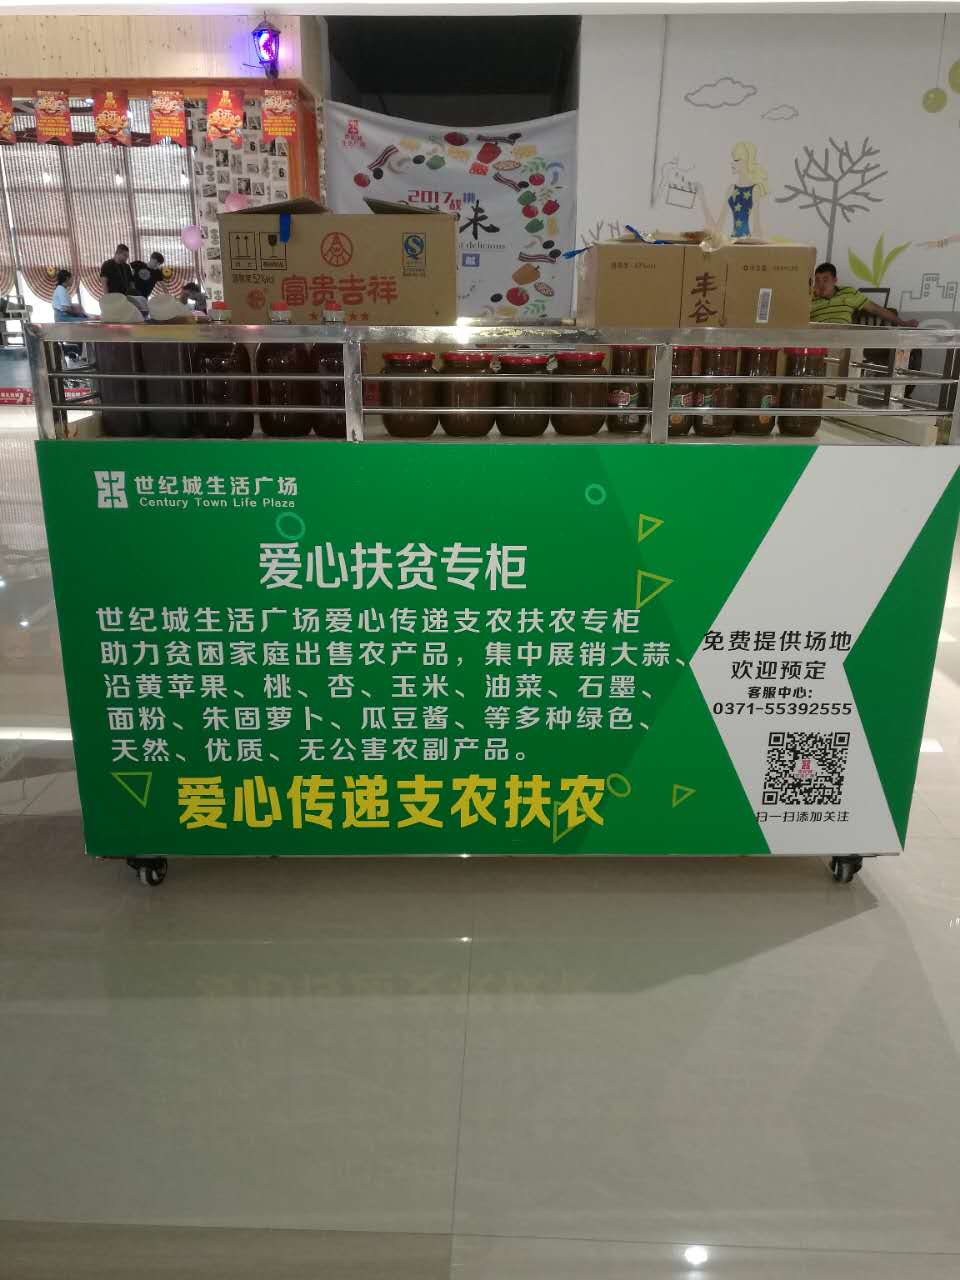 2017
挑
战
味
富贵吉祥
丰
谷
世纪城生活广场
Century Town Life Plaza
爱心扶贫专柜
世纪城生活广场爱心传递支农扶农专柜
助力贫困家庭出售农产品，集中展销大蒜、
沿黄苹果、桃、杏、玉米、油菜、石墨、
面粉、朱固萝卜、瓜豆酱、等多种绿色、
天然、优质、无公害农副产品。
爱心传递支农扶农
免费提供场地
欢迎预定
客服中心:
0371-55392555
扫一扫添加关注